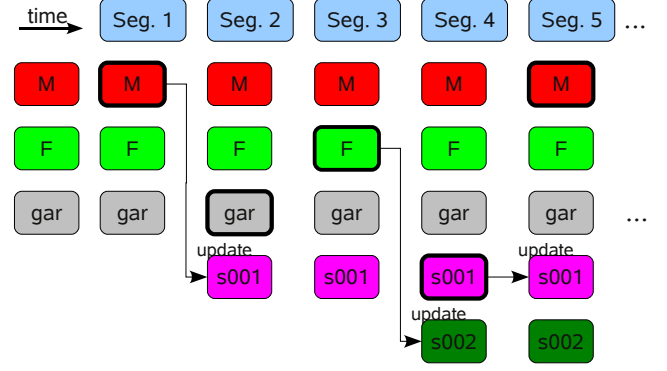 time Seg. 1 Seg. 2 Seg. 3 Seg. 4 Seg. 5 ...
M M M M M M
F F F F F F
gar gar gar gar gar gar ...
update update
s001 s001 s001 s001
update
s002 s002